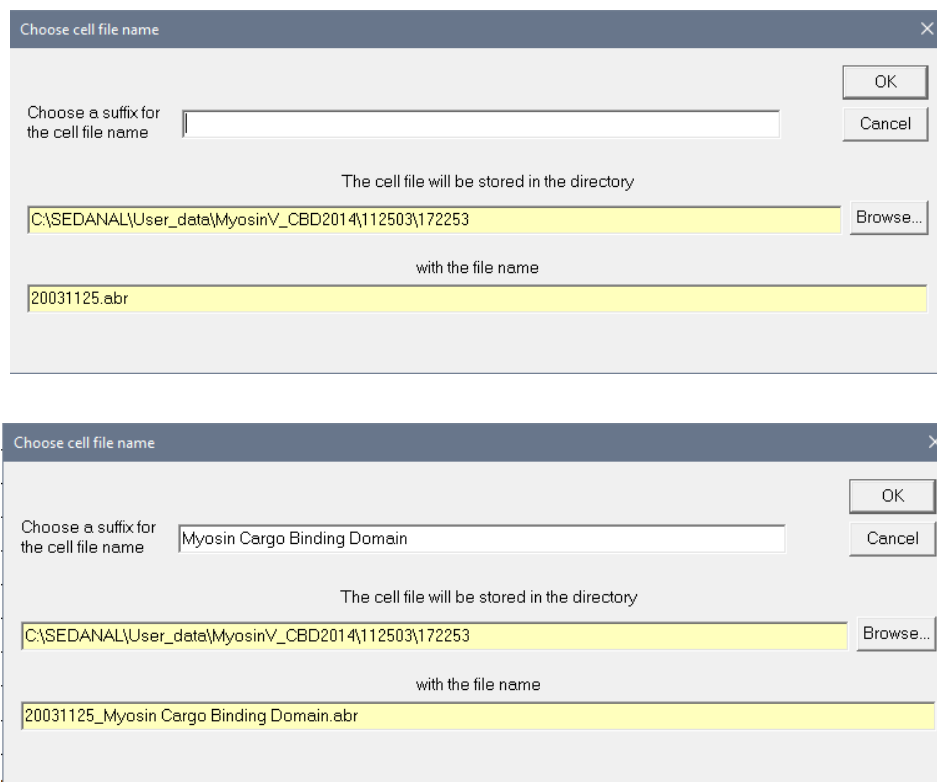 Choose cell file name
OK
Choose a suffix for
the cell file name
Cancel
The cell file will be stored in the directory
C:\SEDANAL\User_data\MyosinV_CBD2014\112503\172253
Browse...
with the file name
20031125.abr
Choose cell file name
OK
Choose a suffix for
the cell file name
Myosin Cargo Binding Domain
Cancel
The cell file will be stored in the directory
C:\SEDANAL\User_data\MyosinV_CBD2014\112503\172253
Browse...
with the file name
20031125_Myosin Cargo Binding Domain.abr